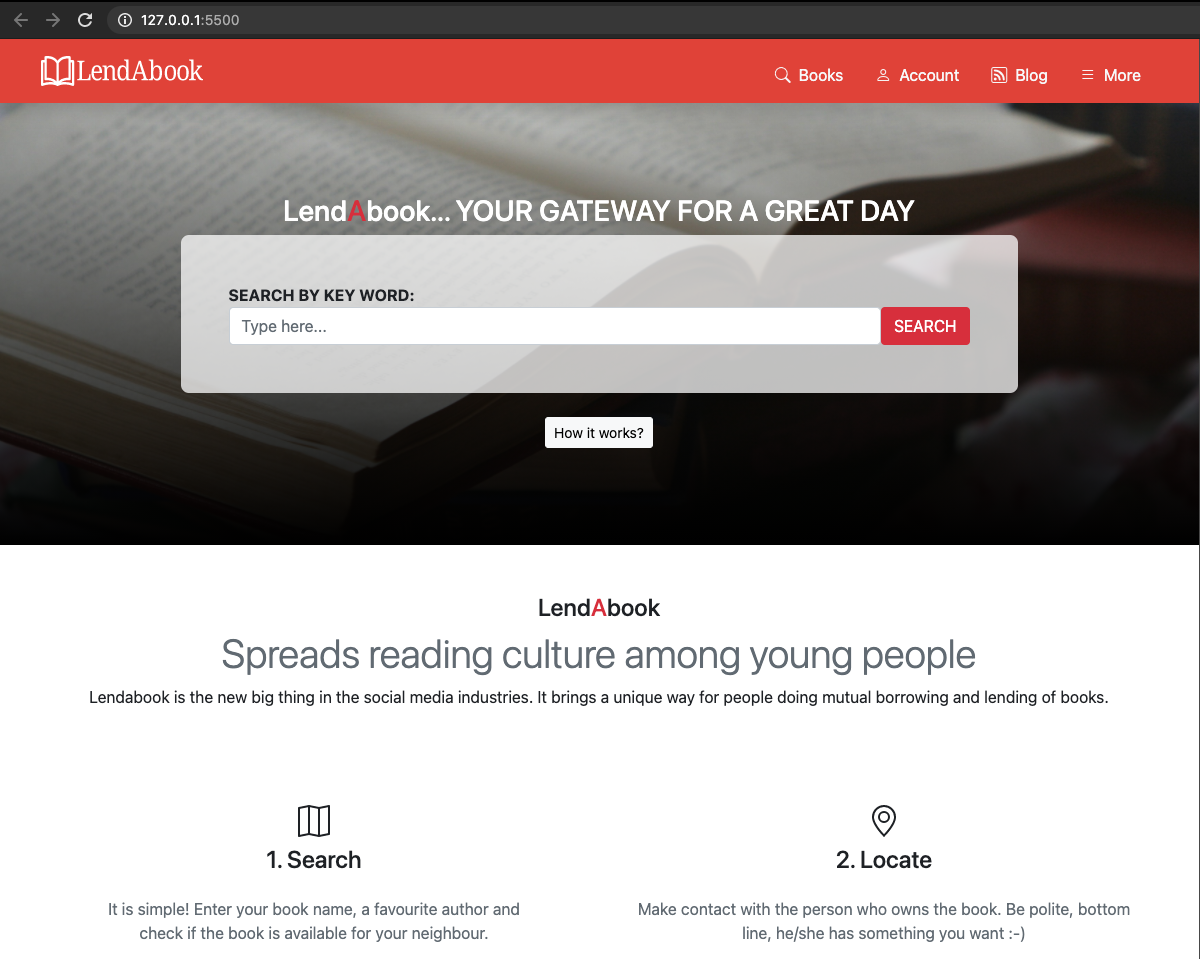 127.0.0.1:5500
LendAbook
Books
Account
Blog
More
LendAbook... YOUR GATEWAY FOR A GREAT DAY
SEARCH BY KEY WORD:
Type here...
SEARCH
How it works?
LendAbook
Spreads reading culture among young people
Lendabook is the new big thing in the social media industries. It brings a unique way for people doing mutual borrowing and lending of books.
1. Search
It is simple! Enter your book name, a favourite author and
check if the book is available for your neighbour.
2. Locate
Make contact with the person who owns the book. Be polite, bottom
line, he/she has something you want :-)